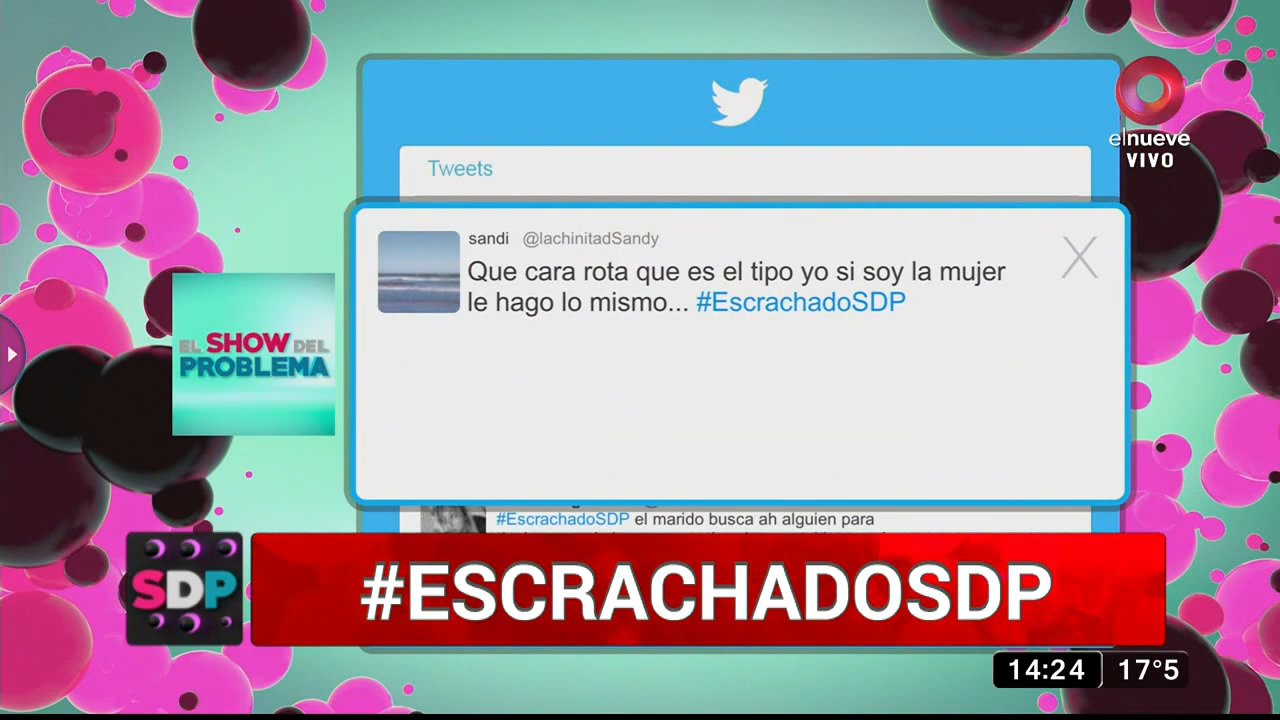 Tweets
elnueve
VIVO
sandi @lachinitadSandy
Que cara rota que es el tipo yo si soy la mujer
le hago lo mismo... #EscrachadoSDP
EL SHOW DEL
PROBLEMA
#EscrachadoSDP el marido busca ah alguien para
SDP
#ESCRACHADOSDP
14:24 17°5